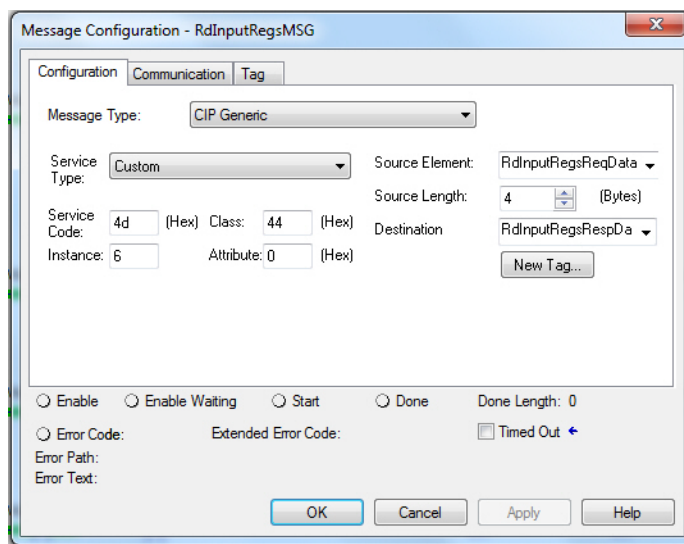 Message Configuration - RdInputRegsMSG
Configuration Communication Tag
Message Type: CIP Generic
Service Type: Custom Source Element: RdInputRegsReqData
Source Length: 4 (Bytes)
Service Code: 4d (Hex) Class: 44 (Hex) Destination RdInputRegsRespDa
Instance: 6 Attribute: 0 (Hex) New Tag...
Enable Enable Waiting Start Done Done Length: 0
Error Code: Extended Error Code: Timed Out
Error Path:
Error Text:
OK Cancel Apply Help